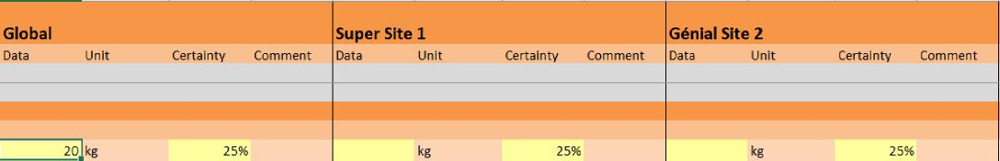 Global Super Site 1 Génial Site 2
Data Unit Certainty Comment Data Unit Certainty Comment Data Unit Certainty Comment
20 kg 25% kg 25% kg 25%